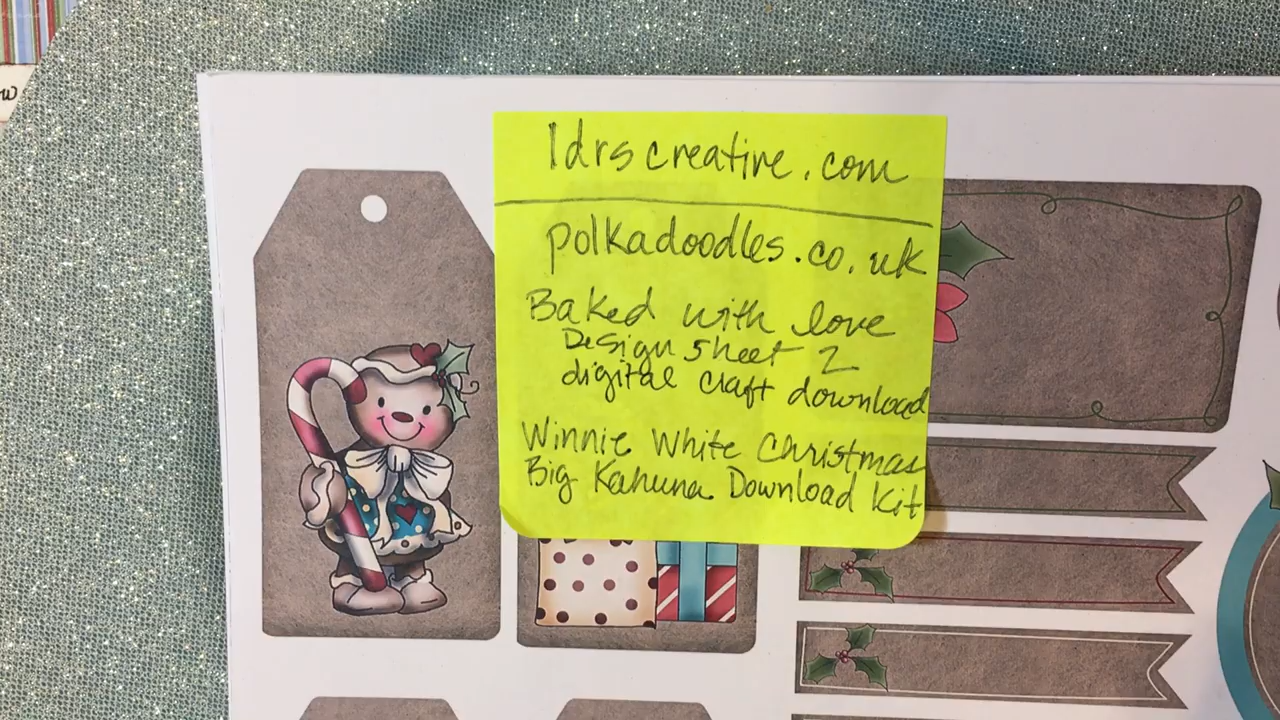 ldrscreative.com
polkadoodles.co.uk
Baked with love
Design sheet 2
digital craft download
Winnie White Christmas
Big Kahuna Download Kit